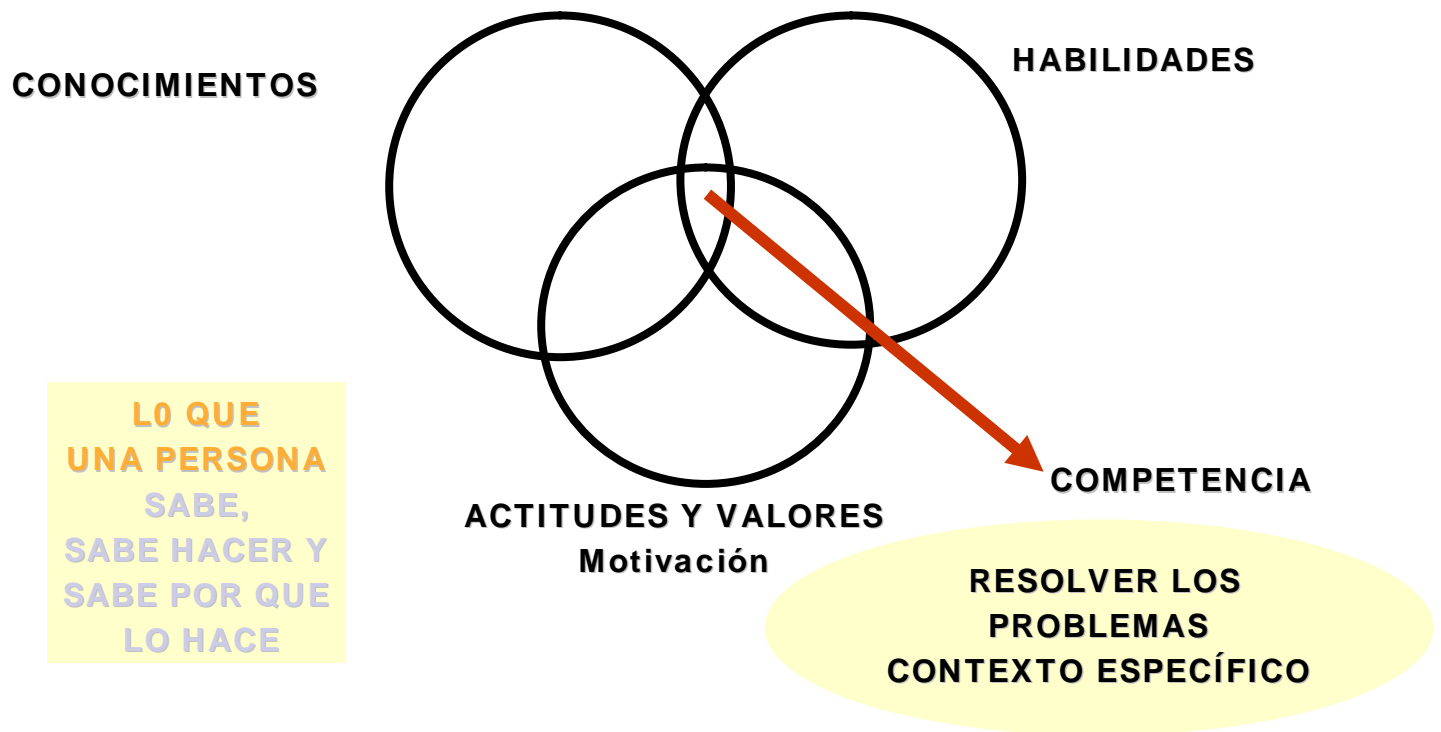 CONOCIMIENTOS
HABILIDADES
L0 QUE
UNA PERSONA
SABE,
SABE HACER Y
SABE POR QUE
LO HACE
ACTITUDES Y VALORES
Motivación
COMPETENCIA
RESOLVER LOS
PROBLEMAS
CONTEXTO ESPECÍFICO